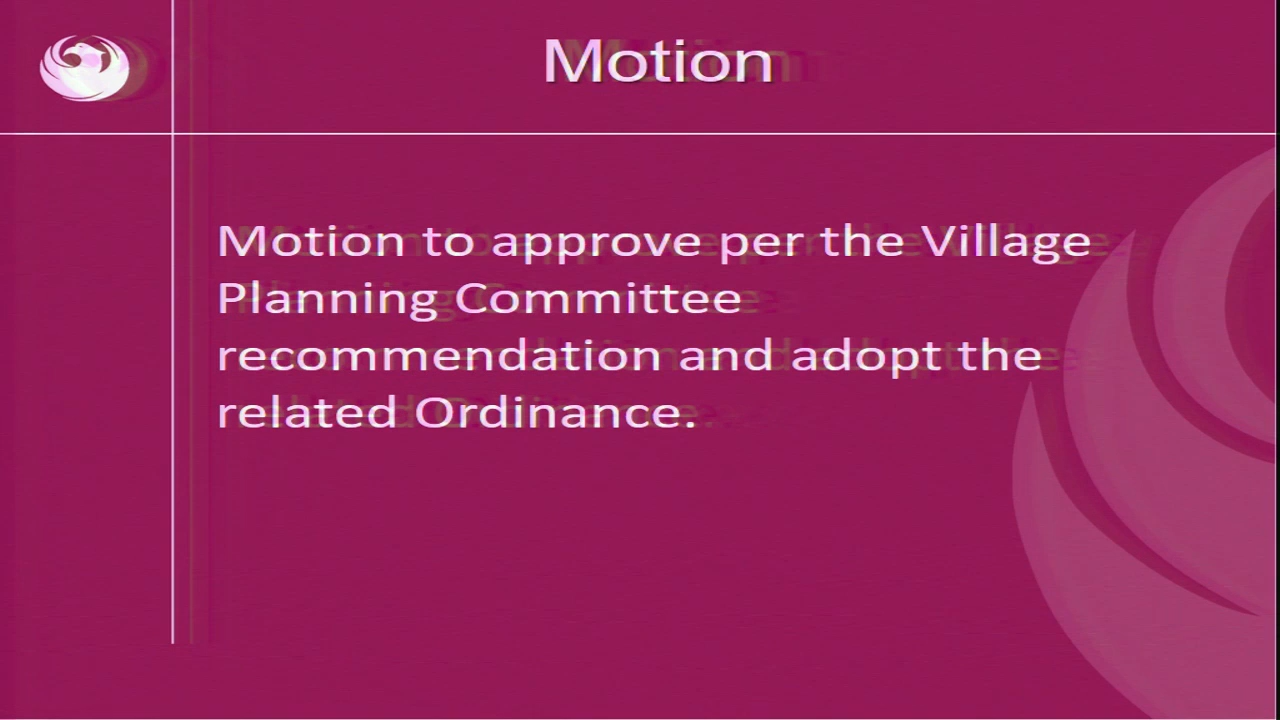 Motion
Motion to approve per the Village
Planning Committee
recommendation and adopt the
related Ordinance.